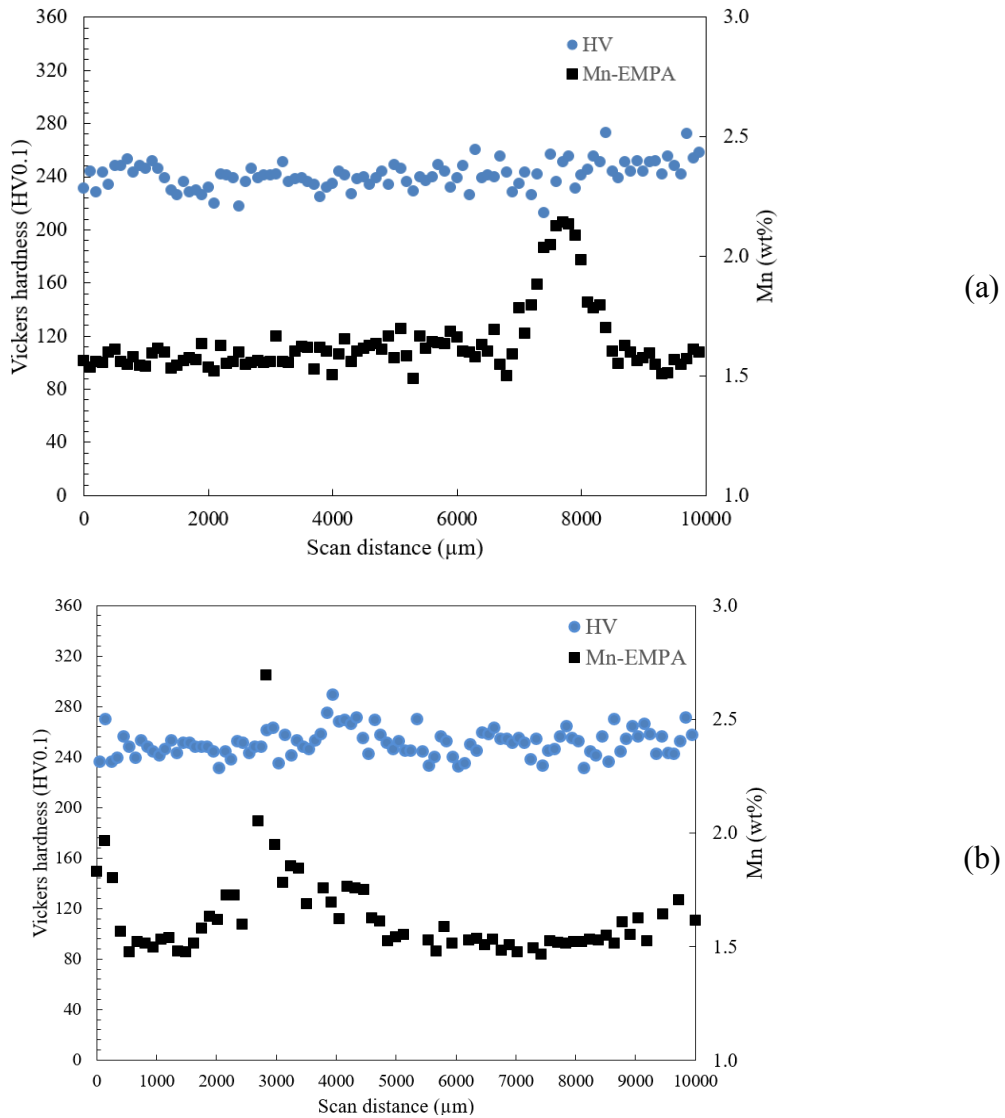 360
320
280
240
200
160
120
80
40
0
Vickers hardness (HV0.1)
HV
Mn-EMPA
3.0
2.5
2.0
1.5
1.0
Mn (wt%)
0 2000 4000 6000 8000 10000
Scan distance (µm)
(a)
360
320
280
240
200
160
120
80
40
0
Vickers hardness (HV0.1)
HV
Mn-EMPA
3.0
2.5
2.0
1.5
1.0
Mn (wt%)
0 1000 2000 3000 4000 5000 6000 7000 8000 9000 10000
Scan distance (µm)
(b)